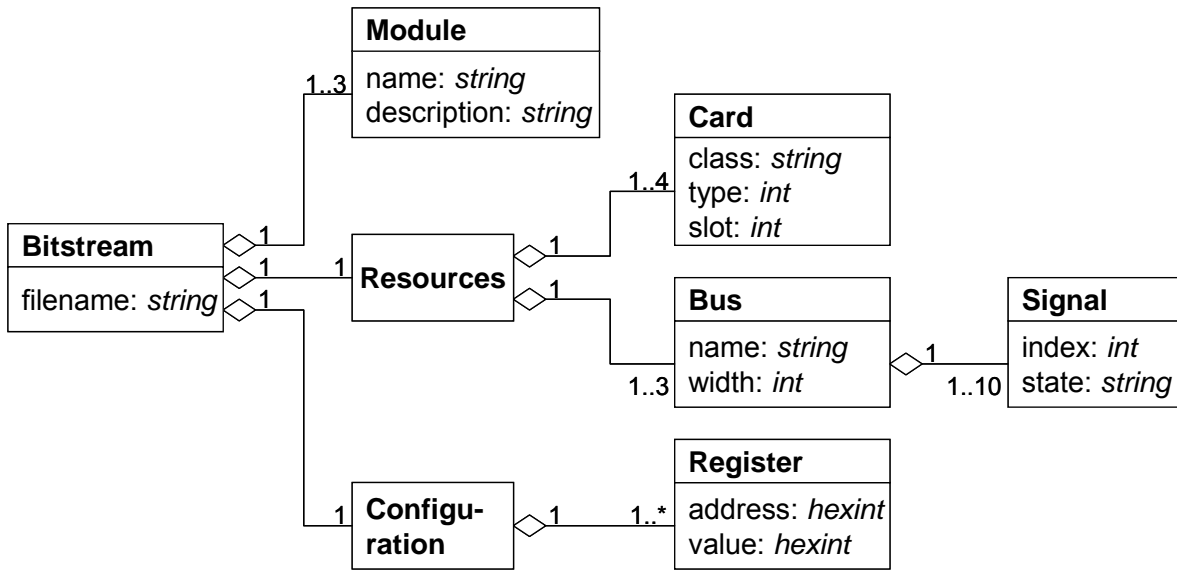 Module
name: string
description: string
1..3
Card
class: string
type: int
slot: int
1..4
Bitstream
filename: string
1
1
1
1
Resources
1
1
Bus
name: string
width: int
1..3
1
1..10
Signal
index: int
state: string
1
Configu-
ration
1
1..*
Register
address: hexint
value: hexint